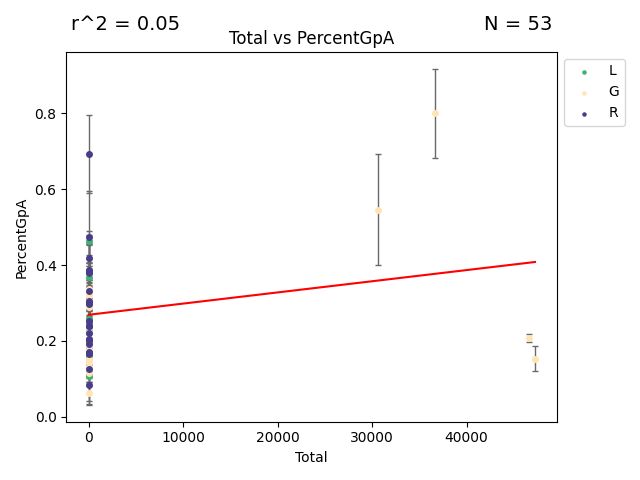 r^2 = 0.05
N = 53
Total vs PercentGpA
L
G
R
PercentGpA
0.8
0.6
0.4
0.2
0.0
0
10000
20000
30000
40000
Total